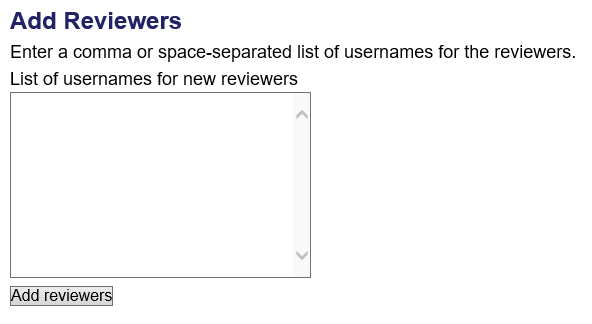 Add Reviewers
Enter a comma or space-separated list of usernames for the reviewers.
List of usernames for new reviewers
Add reviewers